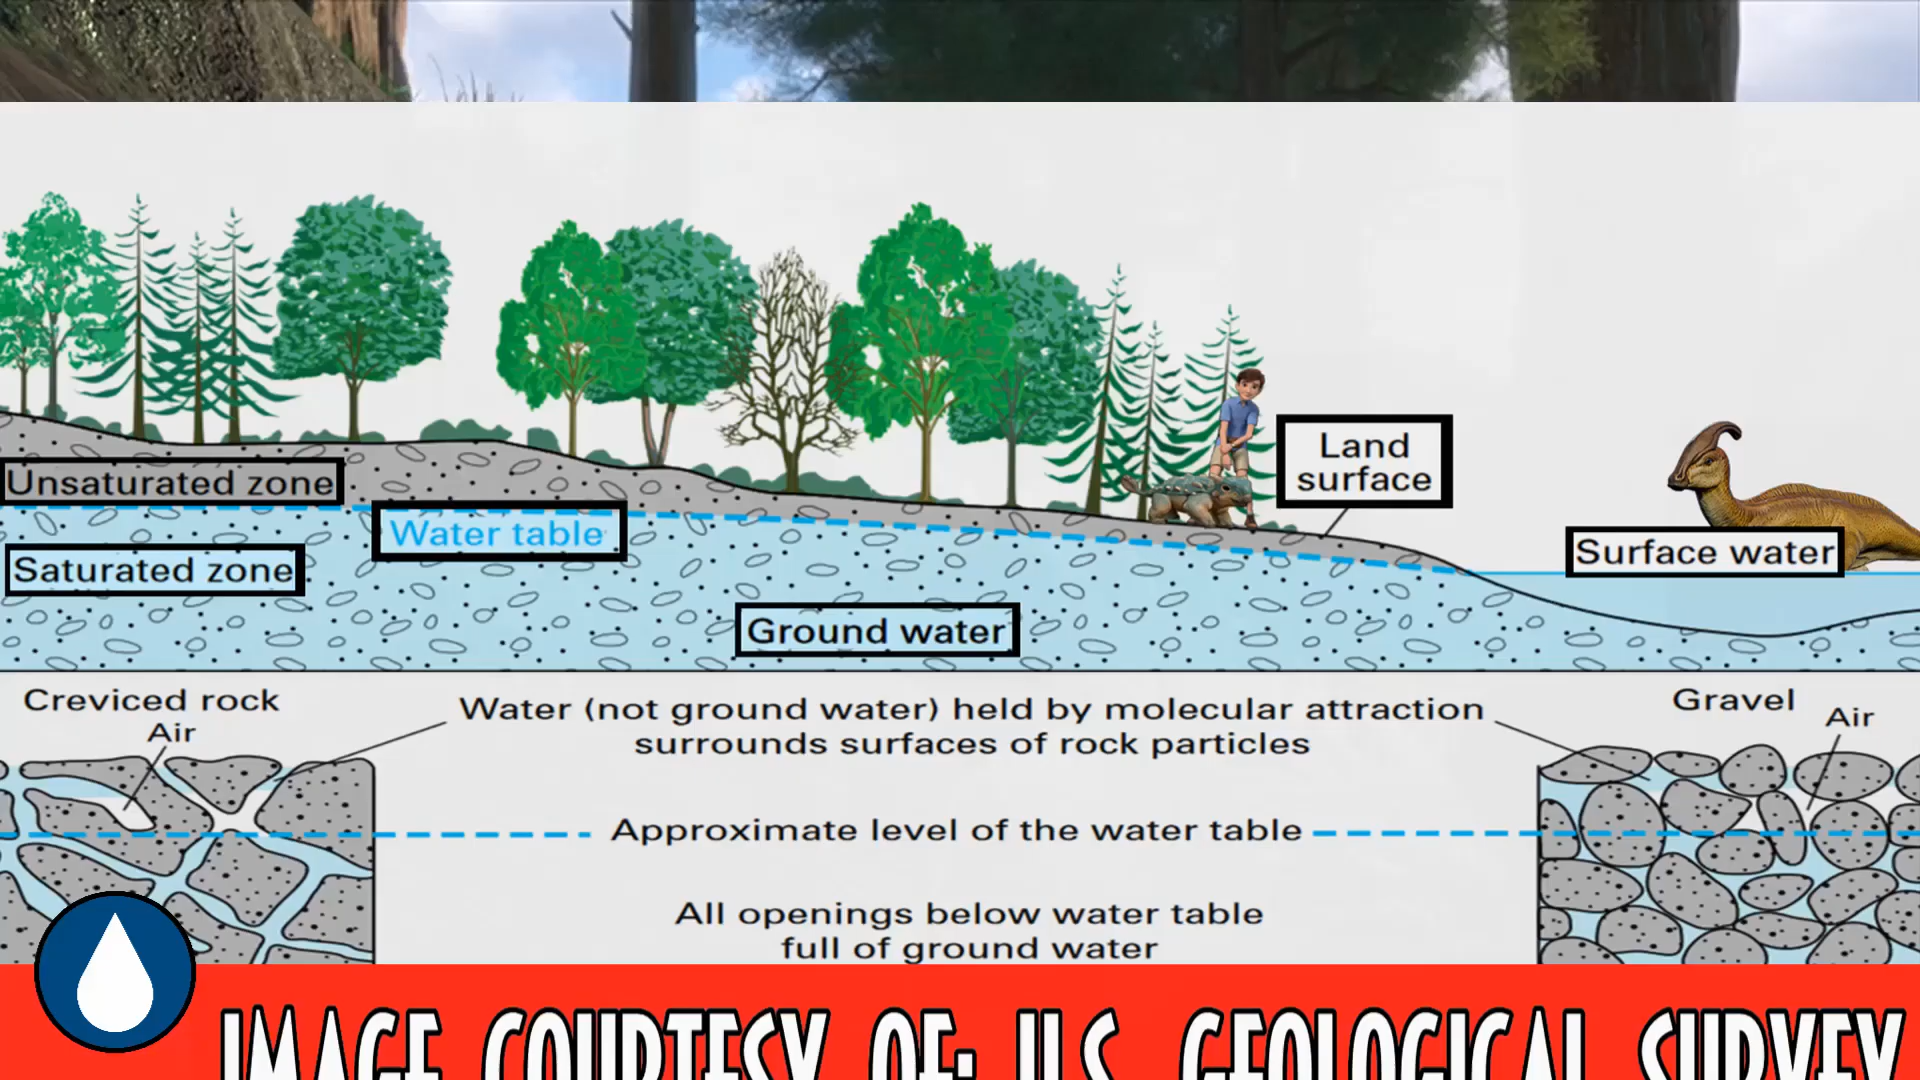 Land
surface
Unsaturated zone
Water table
Surface water
Saturated zone
Ground water
Creviced rock
Air
Water (not ground water) held by molecular attraction
surrounds surfaces of rock particles
Gravel
Air
Approximate level of the water table
All openings below water table
full of ground water
IMAGE COURTESY OF: U.S. GEOLOGICAL SURVEY